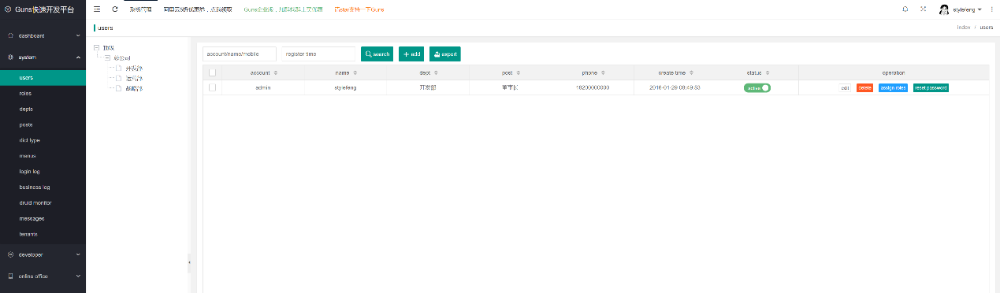 Guns快速开发平台
系统管理
阿里云5折优惠券，点我领取
Guns企业版，
请star支持一下Guns
stylefeng
users
Index / users
dashboard
system
users
roles
depts
posts
dict type
menus
login log
business log
druid monitor
messages
tenants
developer
online office
顶级
总公司
开发部
运营部
战略部
account/name/mobile
register time
search
add
export
account
name
dept
post
phone
create time
status
operation
admin
stylefeng
开发部
董事长
18200000000
2016-01-29 08:49:53
active
edit
delete
assign roles
reset password